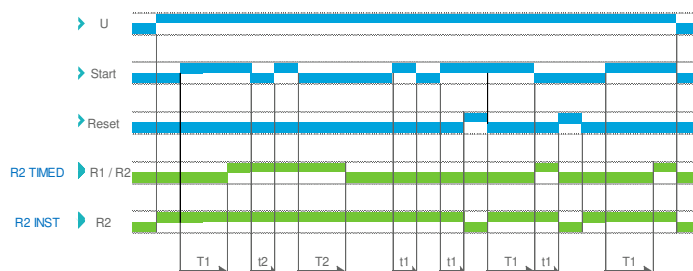 U
Start
Reset
R2 TIMED R1 / R2
R2 INST R2
T1 t2 T2 t1 t1 T1 t1 T1